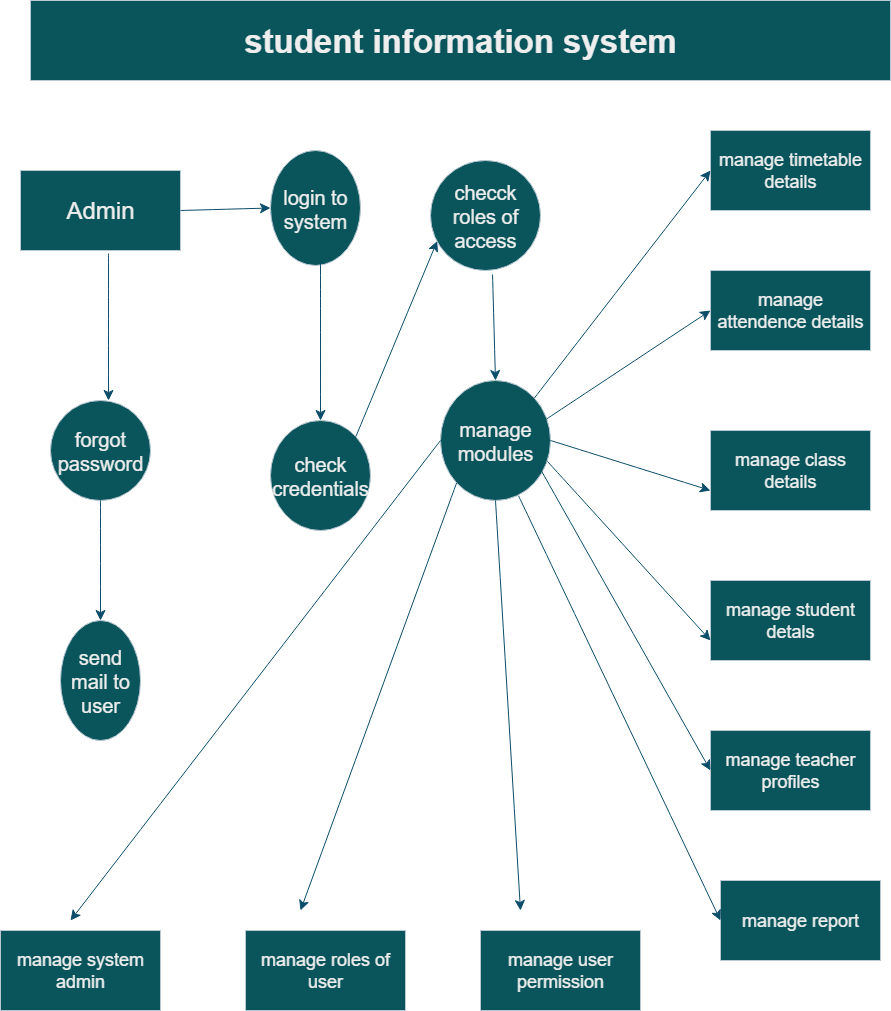 student information system
Admin
login to
system
checck
roles of
access
manage timetable
details
manage
attendence details
forgot
password
check
credentials
manage
modules
manage class
details
manage student
detals
send
mail to
user
manage teacher
profiles
manage report
manage system
admin
manage roles of
user
manage user
permission